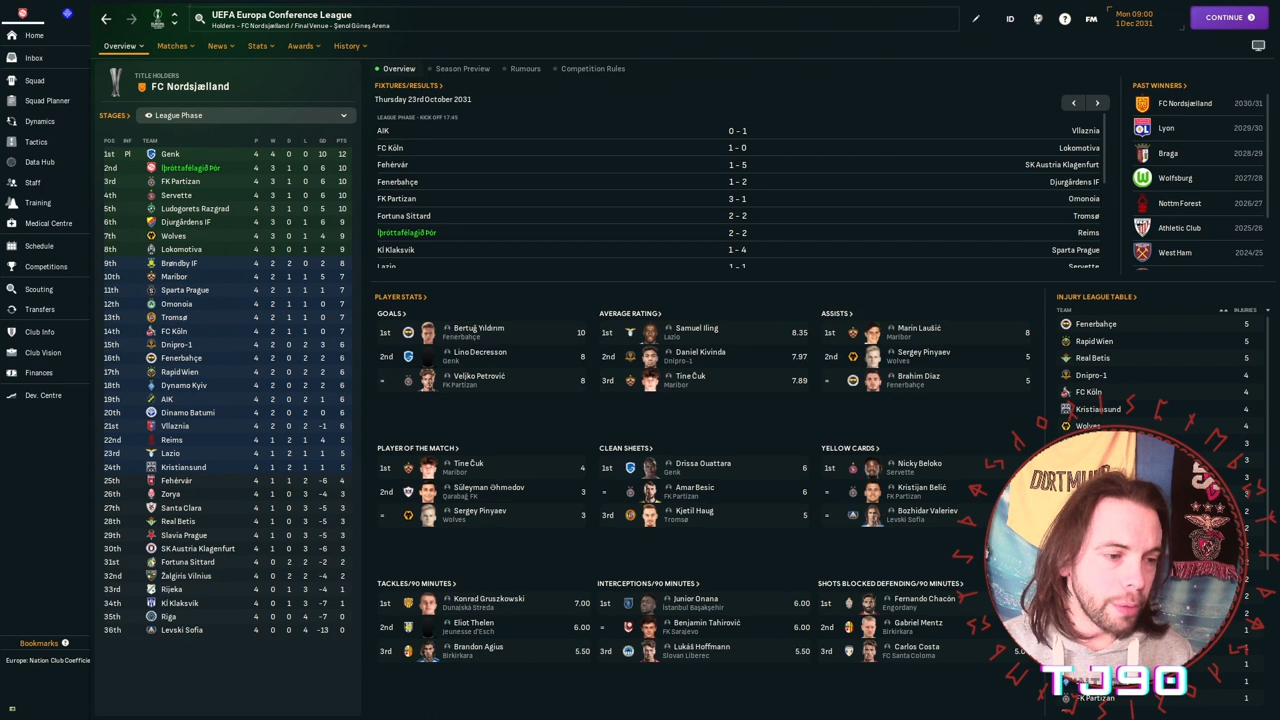 UEFA Europa Conference League
Holders - FC Nordsjælland / Final Venue - Şenol Güneş Arena
ID
?
FM
Mon 09:00
1 Dec 2031
CONTINUE
Home
Inbox
Squad
Squad Planner
Dynamics
Tactics
Data Hub
Staff
Training
Medical Centre
Schedule
Competitions
Scouting
Transfers
Club Info
Club Vision
Finances
Dev. Centre
Bookmarks ?
Europe: Nation Club Coefficie
Overview Matches News Stats Awards History
TITLE HOLDERS
FC Nordsjælland
STAGES League Phase
POS INF TEAM P W D L GD PTS
1st Pl Genk 4 4 0 0 10 12
2nd Íþróttafélagið Þór 4 3 1 0 6 10
3rd FK Partizan 4 3 1 0 6 10
4th Servette 4 3 1 0 6 10
5th Ludogorets Razgrad 4 3 1 0 5 10
6th Djurgårdens IF 4 3 0 1 6 9
7th Wolves 4 3 0 1 4 9
8th Lokomotiva 4 3 0 1 2 9
9th Brøndby IF 4 2 2 0 2 8
10th Maribor 4 2 1 1 5 7
11th Sparta Prague 4 2 1 1 1 7
12th Omonoia 4 2 1 1 0 7
13th Tromsø 4 2 1 1 0 7
14th FC Köln 4 2 1 1 0 7
15th Dnipro-1 4 2 0 2 3 6
16th Fenerbahçe 4 2 0 2 2 6
17th Rapid Wien 4 2 0 2 2 6
18th Dynamo Kyiv 4 2 0 2 2 6
19th AIK 4 2 0 2 1 6
20th Dinamo Batumi 4 2 0 2 0 6
21st Vllaznia 4 2 0 2 -1 6
22nd Reims 4 1 2 1 4 5
23rd Lazio 4 1 2 1 1 5
24th Kristiansund 4 1 2 1 1 5
25th Fehérvár 4 1 1 2 -6 4
26th Zorya 4 1 0 3 -4 3
27th Santa Clara 4 1 0 3 -5 3
28th Real Betis 4 1 0 3 -5 3
29th Slavia Prague 4 1 0 3 -5 3
30th SK Austria Klagenfurt 4 1 0 3 -6 3
31st Fortuna Sittard 4 0 2 2 -2 2
32nd Žalgiris Vilnius 4 0 2 2 -4 2
33rd Rijeka 4 0 1 3 -4 1
34th KÍ Klaksvík 4 0 1 3 -7 1
35th Riga 4 0 0 4 -7 0
36th Levski Sofia 4 0 0 4 -13 0
Overview Season Preview Rumours Competition Rules
FIXTURES/RESULTS
Thursday 23rd October 2031
LEAGUE PHASE - KICK OFF 17:45
AIK 0 - 1 Vllaznia
FC Köln 1 - 0 Lokomotiva
Fehérvár 1 - 5 SK Austria Klagenfurt
Fenerbahçe 1 - 2 Djurgårdens IF
FK Partizan 3 - 1 Omonoia
Fortuna Sittard 2 - 2 Tromsø
Íþróttafélagið Þór 2 - 2 Reims
KÍ Klaksvík 1 - 4 Sparta Prague
Lazio 1 - 1 Servette
PAST WINNERS
FC Nordsjælland 2030/31
Lyon 2029/30
Braga 2028/29
Wolfsburg 2027/28
Nottm Forest 2026/27
Athletic Club 2025/26
West Ham 2024/25
PLAYER STATS
GOALS
1st Bertuğ Yıldırım 10
Fenerbahçe
2nd Lino Decresson 8
Genk
= Veljko Petrović 8
FK Partizan
AVERAGE RATING
1st Samuel Iling 8.35
Lazio
2nd Daniel Kivinda 7.97
Dnipro-1
3rd Tine Čuk 7.89
Maribor
ASSISTS
1st Marin Laušić 8
Maribor
2nd Sergey Pinyaev 5
Wolves
= Brahim Diaz 5
Fenerbahçe
PLAYER OF THE MATCH
1st Tine Čuk 4
Maribor
2nd Süleyman Əhmədov 3
Qarabağ FK
= Sergey Pinyaev 3
Wolves
CLEAN SHEETS
1st Drissa Ouattara 6
Genk
= Amar Besic 6
FK Partizan
3rd Kjetil Haug 5
Tromsø
YELLOW CARDS
1st Nicky Beloko
Servette
= Kristijan Belić
FK Partizan
= Bozhidar Valeriev
Levski Sofia
TACKLES/90 MINUTES
1st Konrad Gruszkowski 7.00
Dunajská Streda
2nd Eliot Thelen 6.00
Jeunesse d'Esch
3rd Brandon Agius 5.50
Birkirkara
INTERCEPTIONS/90 MINUTES
1st Junior Onana 6.00
İstanbul Başakşehir
= Benjamin Tahirović 6.00
FK Sarajevo
3rd Lukáš Hoffmann 5.50
Slovan Liberec
SHOTS BLOCKED DEFENDING/90 MINUTES
1st Fernando Chacón
Engordany
2nd Gabriel Mentz
Birkirkara
3rd Carlos Costa
FC Santa Coloma
INJURY LEAGUE TABLE
TEAM INJURIES
Fenerbahçe 5
Rapid Wien 5
Real Betis 5
Dnipro-1 4
FC Köln 4
Kristiansund 4
Wolves
FK Partizan 1
DORTMUND
TJ90